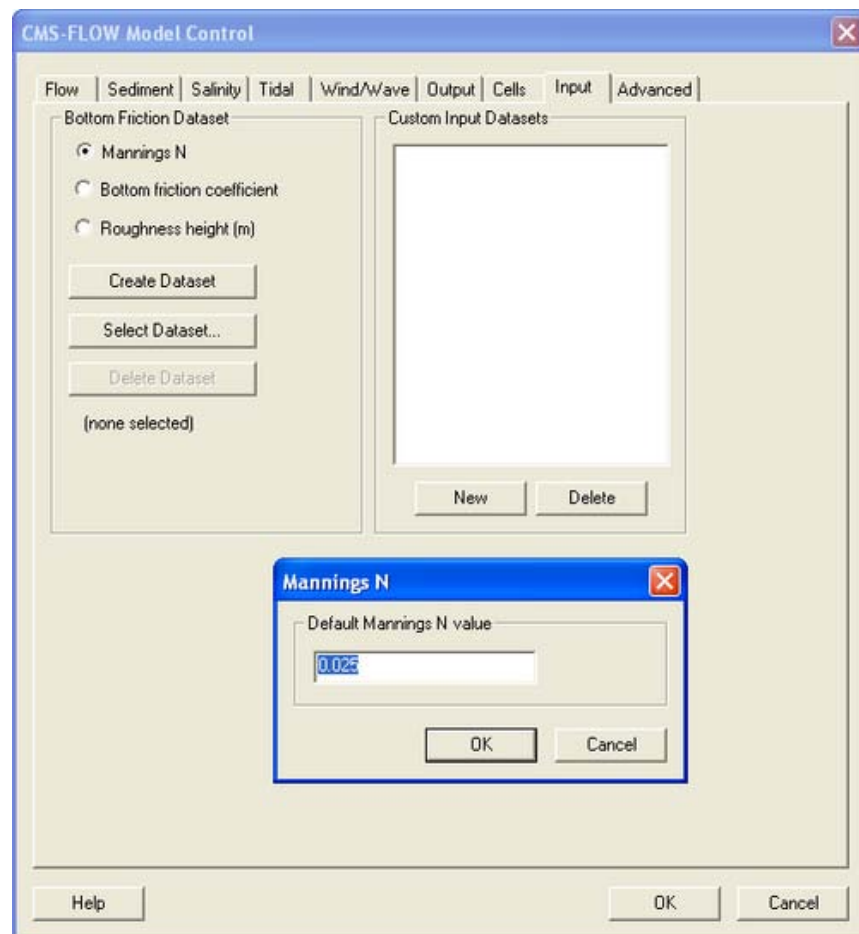 CMS-FLOW Model Control
Flow Sediment Salinity Tidal Wind/Wave Output Cells Input Advanced
Bottom Friction Dataset
Mannings N
Bottom friction coefficient
Roughness height (m)
Create Dataset
Select Dataset...
Delete Dataset
(none selected)
Custom Input Datasets
New Delete
Mannings N
Default Mannings N value
0.025
OK Cancel
Help OK Cancel